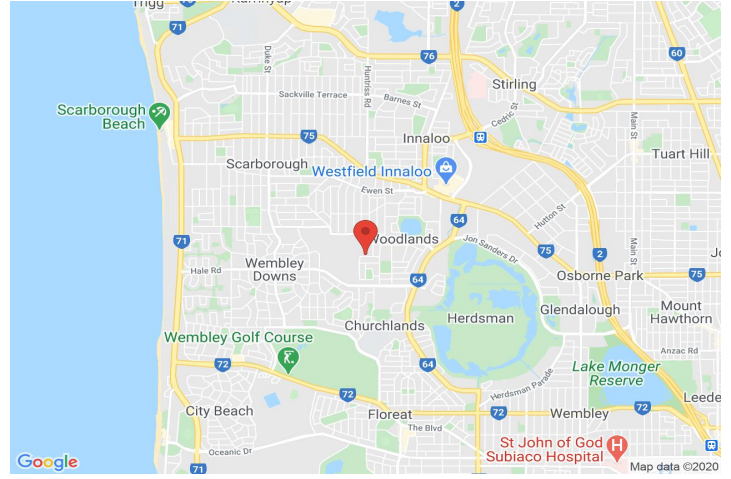 Trigg
Karrinyup
71
2
76
60
Duke St
Huntriss Rd
Stirling
Sackville Terrace
Barnes St
Cedric St
Main St
Scarborough
Beach
75
Innaloo
Tuart Hill
Scarborough
Westfield Innaloo
Ewen St
64
Hutton St
Woodlands
71
Jon Sanders Dr
75
Main St
2
Wembley
Downs
Hale Rd
64
Osborne Park
75
Herdsman
Glendalough
Mount
Hawthorn
Churchlands
Wembley Golf Course
Anzac Rd
72
64
Lake Monger
Reserve
72
Herdsman Parade
Leede
City Beach
Floreat
72
Wembley
72
The Blvd
St John of God
Subiaco Hospital
H
Oceanic Dr
71
Google
Map data ©2020